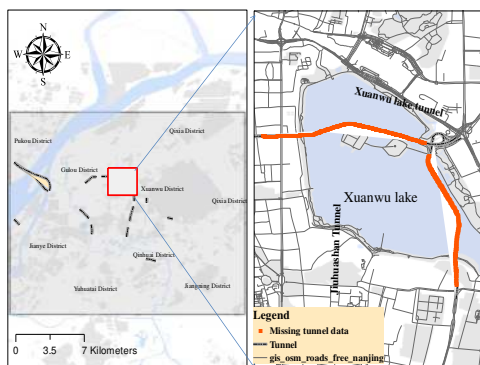 N
W E
S
Qixia District
Pukou District
Gulou District
Xuanwu District
Qixia District
Jianye District
Qinhuai District
Yuhuatai District
Jiangning District
0 3.5 7 Kilometers
Xuanwu lake tunnel
Xuanwu lake
Jiuhuashan Tunnel
Legend
Missing tunnel data
Tunnel
gis_osm_roads_free_nanjing